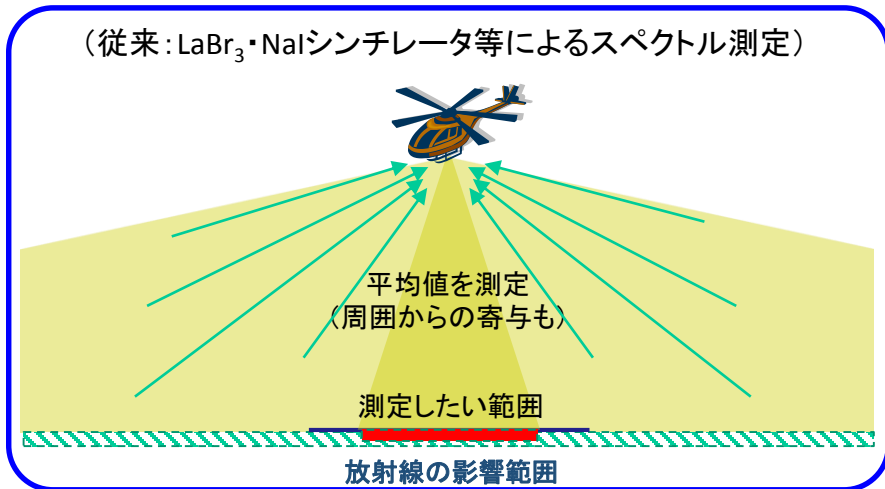 （従来：LaBr₃・NaIシンチレータ等によるスペクトル測定）
平均値を測定
（周囲からの寄与も）
測定したい範囲
放射線の影響範囲